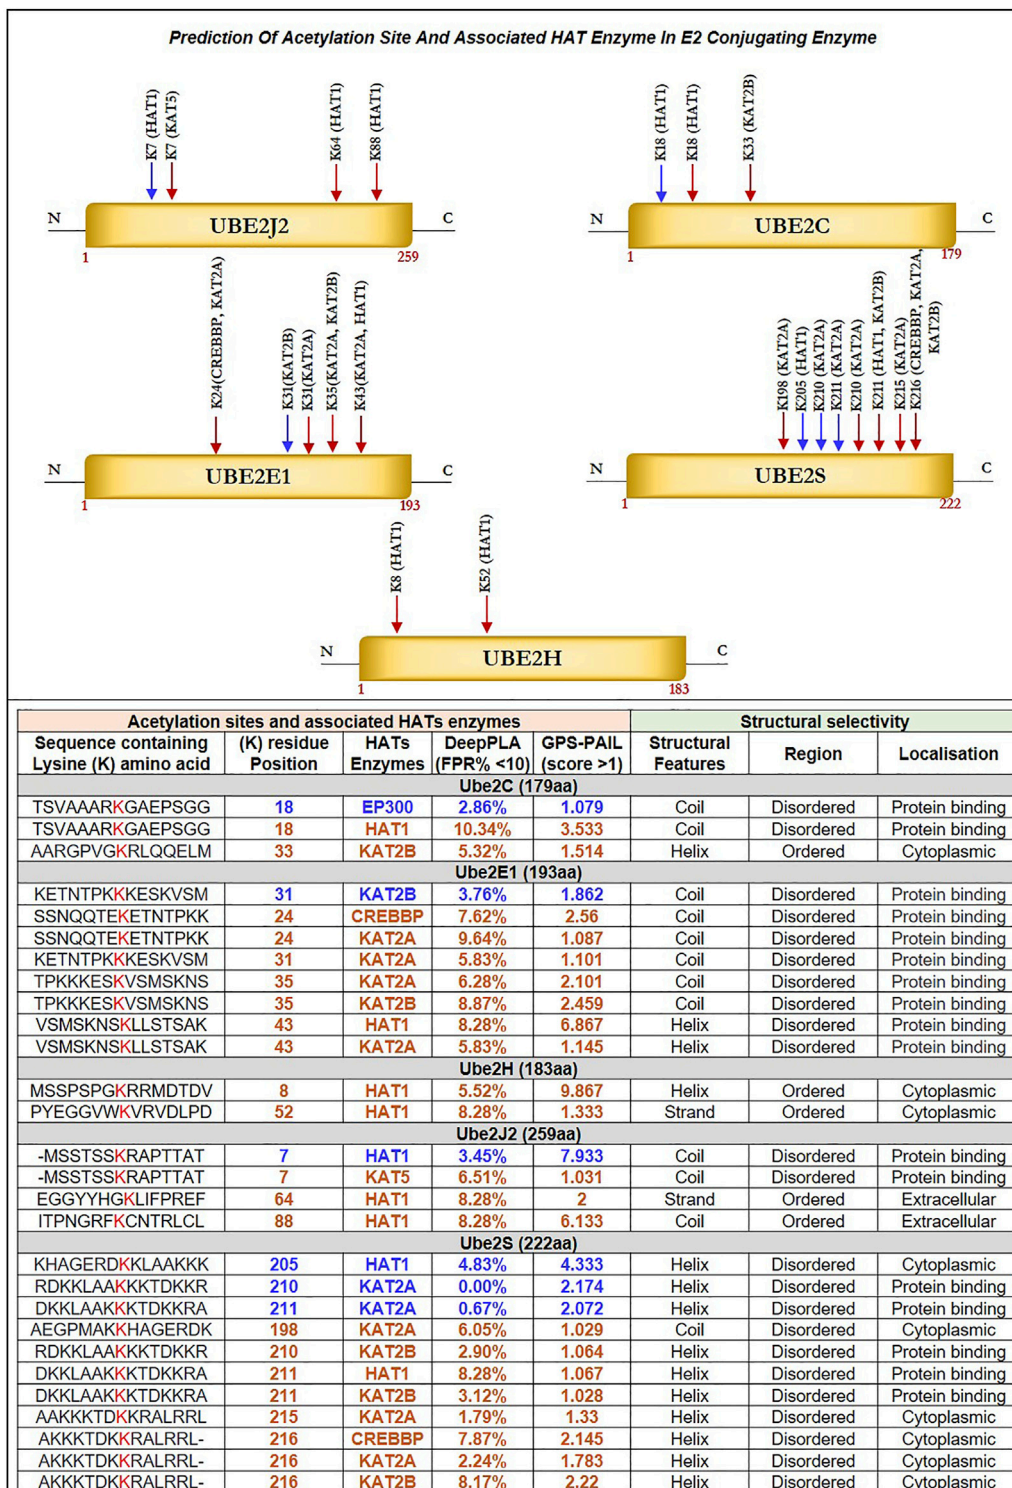 Prediction Of Acetylation Site And Associated HAT Enzyme In E2 Conjugating Enzyme
K7 (HAT1)
K7 (KAT5)
K64 (HAT1)
K88 (HAT1)
N
UBE2J2
C
1
259
K18 (HAT1)
K18 (HAT1)
K33 (KAT2B)
N
UBE2C
C
1
179
K24(CREBBP, KAT2A)
K31(KAT2B)
K31(KAT2A)
K35(KAT2A, KAT2B)
K43(KAT2A, HAT1)
N
UBE2E1
C
1
193
K198 (KAT2A)
K205 (HAT1)
K210 (KAT2A)
K211 (KAT2A)
K210 (KAT2A)
K211 (HAT1, KAT2B)
K215 (KAT2A)
K216 (CREBBP, KAT2A,
KAT2B)
N
UBE2S
C
1
222
K8 (HAT1)
K52 (HAT1)
N
UBE2H
C
1
183
Acetylation sites and associated HATs enzymes Structural selectivity
Sequence containing (K) residue HATs DeepPLA GPS-PAIL Structural Region Localisation
Lysine (K) amino acid Position Enzymes (FPR% <10) (score >1) Features
Ube2C (179aa)
TSVAAARKGAEPSGG 18 EP300 2.86% 1.079 Coil Disordered Protein binding
TSVAAARKGAEPSGG 18 HAT1 10.34% 3.533 Coil Disordered Protein binding
AARGPVGKRLQQELM 33 KAT2B 5.32% 1.514 Helix Ordered Cytoplasmic
Ube2E1 (193aa)
KETNTPKKKESKVSM 31 KAT2B 3.76% 1.862 Coil Disordered Protein binding
SSNQQTEKETNTPKK 24 CREBBP 7.62% 2.56 Coil Disordered Protein binding
SSNQQTEKETNTPKK 24 KAT2A 9.64% 1.087 Coil Disordered Protein binding
KETNTPKKKESKVSM 31 KAT2A 5.83% 1.101 Coil Disordered Protein binding
TPKKKESKVSMSKNS 35 KAT2A 6.28% 2.101 Coil Disordered Protein binding
TPKKKESKVSMSKNS 35 KAT2B 8.87% 2.459 Coil Disordered Protein binding
VSMSKNSKLLSTSAK 43 HAT1 8.28% 6.867 Helix Disordered Protein binding
VSMSKNSKLLSTSAK 43 KAT2A 5.83% 1.145 Helix Disordered Protein binding
Ube2H (183aa)
MSSPSPGKRRMDTDV 8 HAT1 5.52% 9.867 Helix Ordered Cytoplasmic
PYEGGVWKVRVDLPD 52 HAT1 8.28% 1.333 Strand Ordered Cytoplasmic
Ube2J2 (259aa)
-MSSTSSKRAPTTAT 7 HAT1 3.45% 7.933 Coil Disordered Protein binding
-MSSTSSKRAPTTAT 7 KAT5 6.51% 1.031 Coil Disordered Protein binding
EGGYYHGKLIFPREF 64 HAT1 8.28% 2 Strand Ordered Extracellular
ITPNGRFKCNTRLCL 88 HAT1 8.28% 6.133 Coil Ordered Extracellular
Ube2S (222aa)
KHAGERDKKLAAKKK 205 HAT1 4.83% 4.333 Helix Disordered Cytoplasmic
RDKKLAAKKKTDKKR 210 KAT2A 0.00% 2.174 Helix Disordered Protein binding
DKKLAAKKKTDKKRA 211 KAT2A 0.67% 2.072 Helix Disordered Protein binding
AEGPMAKKHAGERDK 198 KAT2A 6.05% 1.029 Coil Disordered Cytoplasmic
RDKKLAAKKKTDKKR 210 KAT2B 2.90% 1.064 Helix Disordered Protein binding
DKKLAAKKKTDKKRA 211 HAT1 8.28% 1.067 Helix Disordered Protein binding
DKKLAAKKKTDKKRA 211 KAT2B 3.12% 1.028 Helix Disordered Protein binding
AAKKKTDKKRALRRL 215 KAT2A 1.79% 1.33 Helix Disordered Cytoplasmic
AKKKTDKKRALRRL- 216 CREBBP 7.87% 2.145 Helix Disordered Cytoplasmic
AKKKTDKKRALRRL- 216 KAT2A 2.24% 1.783 Helix Disordered Cytoplasmic
AKKKTDKKRALRRL- 216 KAT2B 8.17% 2.22 Helix Disordered Cytoplasmic